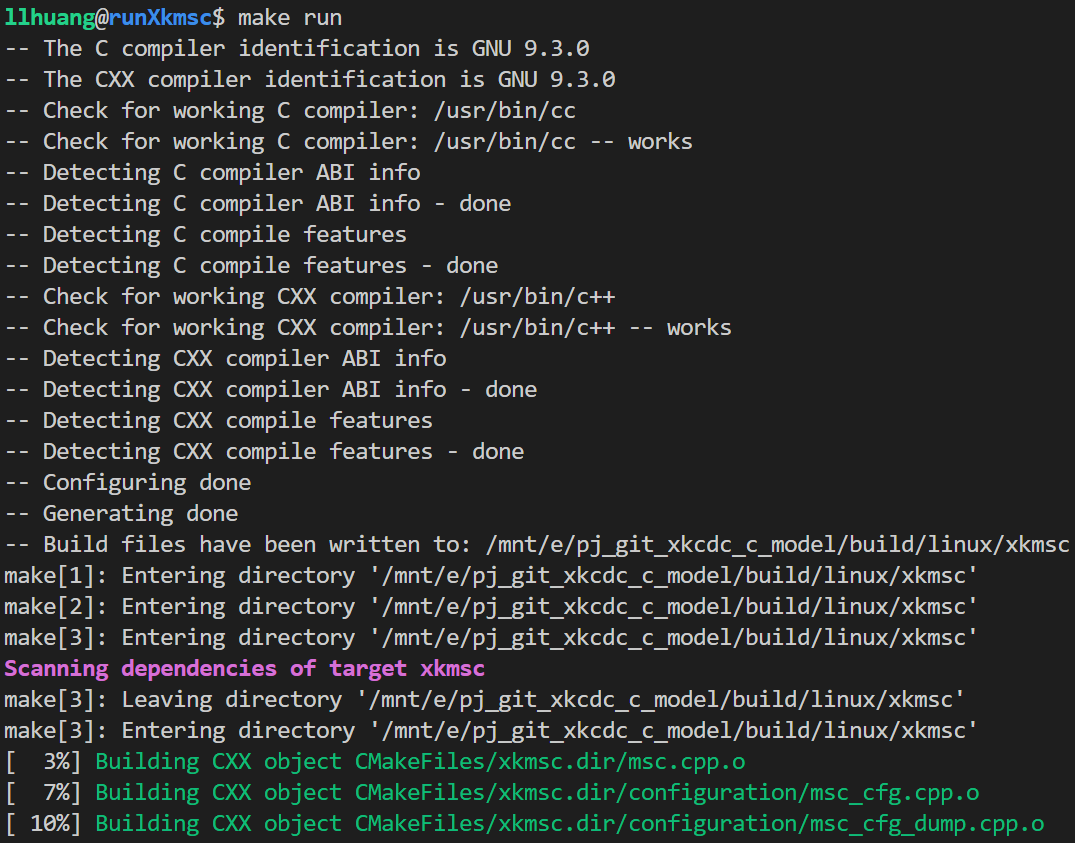 llhuang@runXkmsc$ make run
-- The C compiler identification is GNU 9.3.0
-- The CXX compiler identification is GNU 9.3.0
-- Check for working C compiler: /usr/bin/cc
-- Check for working C compiler: /usr/bin/cc -- works
-- Detecting C compiler ABI info
-- Detecting C compiler ABI info - done
-- Detecting C compile features
-- Detecting C compile features - done
-- Check for working CXX compiler: /usr/bin/c++
-- Check for working CXX compiler: /usr/bin/c++ -- works
-- Detecting CXX compiler ABI info
-- Detecting CXX compiler ABI info - done
-- Detecting CXX compile features
-- Detecting CXX compile features - done
-- Configuring done
-- Generating done
-- Build files have been written to: /mnt/e/pj_git_xkcdc_c_model/build/linux/xkmsc
make[1]: Entering directory '/mnt/e/pj_git_xkcdc_c_model/build/linux/xkmsc'
make[2]: Entering directory '/mnt/e/pj_git_xkcdc_c_model/build/linux/xkmsc'
make[3]: Entering directory '/mnt/e/pj_git_xkcdc_c_model/build/linux/xkmsc'
Scanning dependencies of target xkmsc
make[3]: Leaving directory '/mnt/e/pj_git_xkcdc_c_model/build/linux/xkmsc'
make[3]: Entering directory '/mnt/e/pj_git_xkcdc_c_model/build/linux/xkmsc'
[  3%] Building CXX object CMakeFiles/xkmsc.dir/msc.cpp.o
[  7%] Building CXX object CMakeFiles/xkmsc.dir/configuration/msc_cfg.cpp.o
[ 10%] Building CXX object CMakeFiles/xkmsc.dir/configuration/msc_cfg_dump.cpp.o